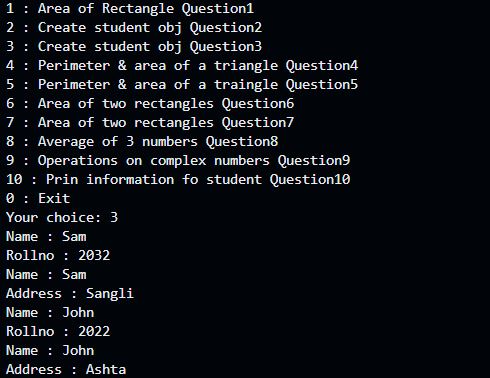 1 : Area of Rectangle Question1
2 : Create student obj Question2
3 : Create student obj Question3
4 : Perimeter & area of a triangle Question4
5 : Perimeter & area of a traingle Question5
6 : Area of two rectangles Question6
7 : Area of two rectangles Question7
8 : Average of 3 numbers Question8
9 : Operations on complex numbers Question9
10 : Prin information fo student Question10
0 : Exit
Your choice: 3
Name : Sam
Rollno : 2032
Name : Sam
Address : Sangli
Name : John
Rollno : 2022
Name : John
Address : Ashta